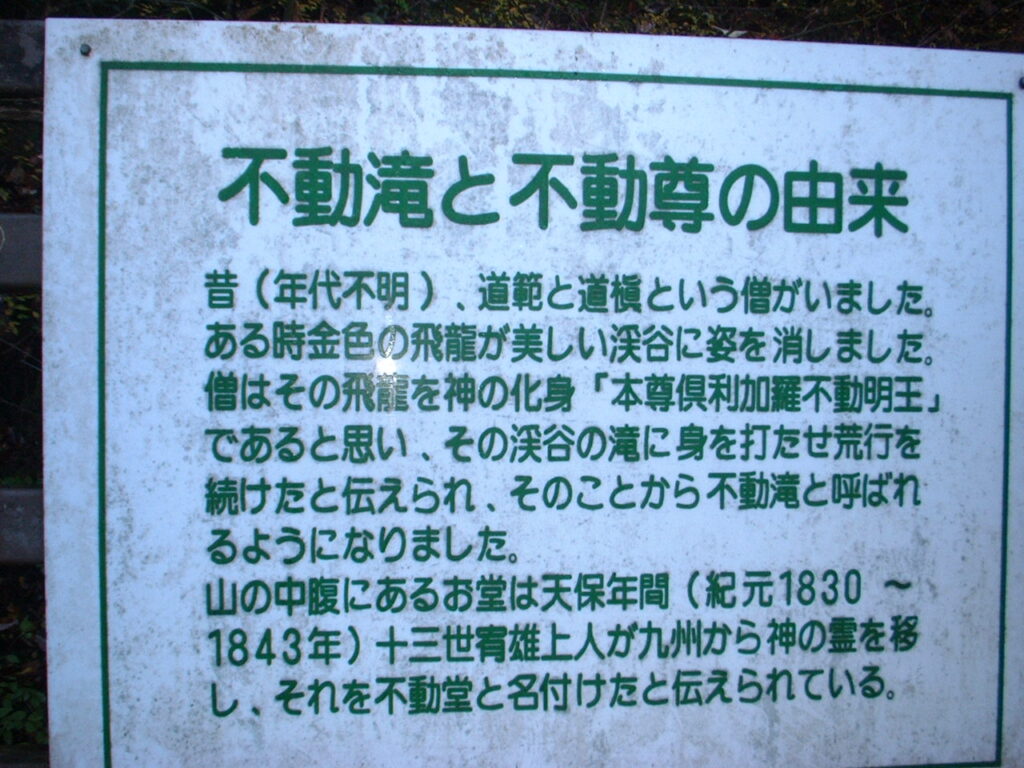 不動滝と不動尊の由来
昔（年代不明）、道範と道槇という僧がいました。
ある時金色の飛龍が美しい渓谷に姿を消しました。
僧はその飛龍を神の化身「本尊倶利加羅不動明王」
であると思い、その渓谷の滝に身を打たせ荒行を
続けたと伝えられ、そのことから不動滝と呼ばれ
るようになりました。
山の中腹にあるお堂は天保年間（紀元1830～
1843年）十三世宥雄上人が九州から神の霊を移
し、それを不動堂と名付けたと伝えられている。